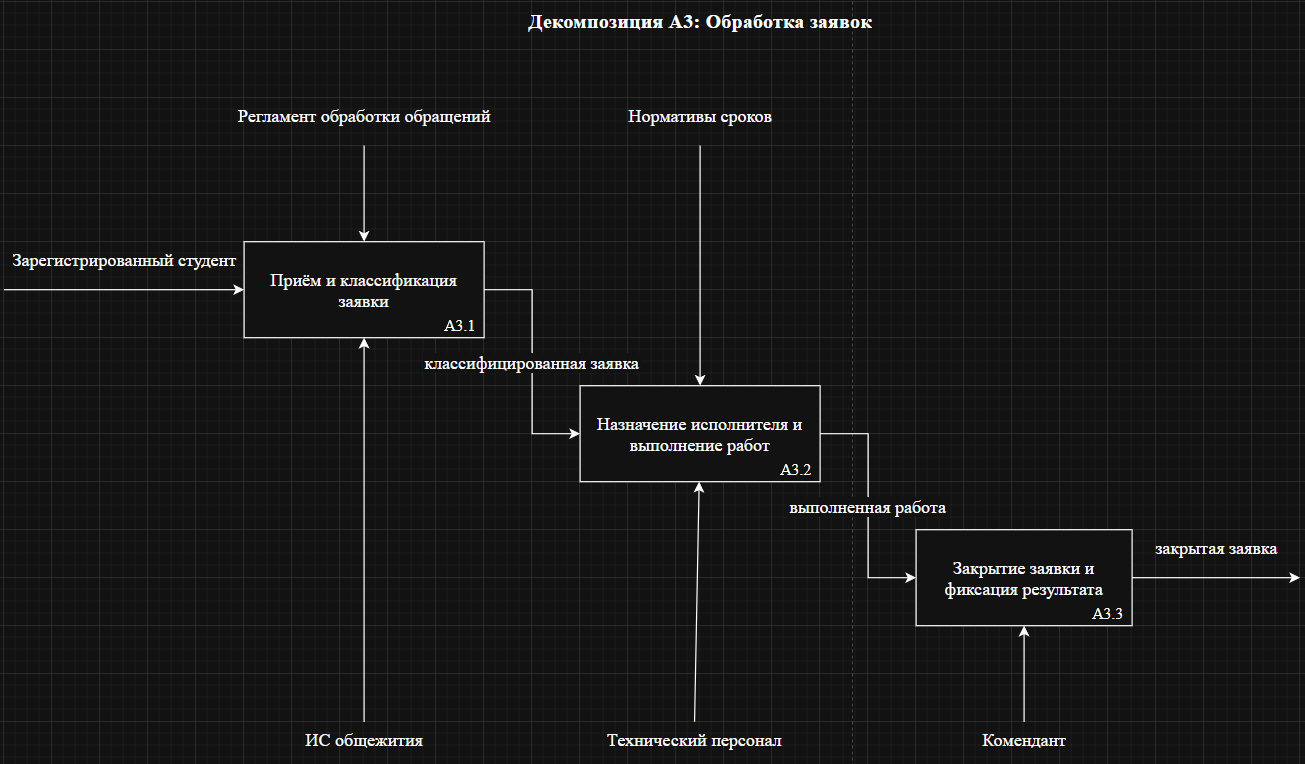 Декомпозиция А3: Обработка заявок
Регламент обработки обращений
Нормативы сроков
Зарегистрированный студент
Приём и классификация
заявки
А3.1
классифицированная заявка
Назначение исполнителя и
выполнение работ
А3.2
выполненная работа
закрытая заявка
Закрытие заявки и
фиксация результата
А3.3
ИС общежития
Технический персонал
Комендант